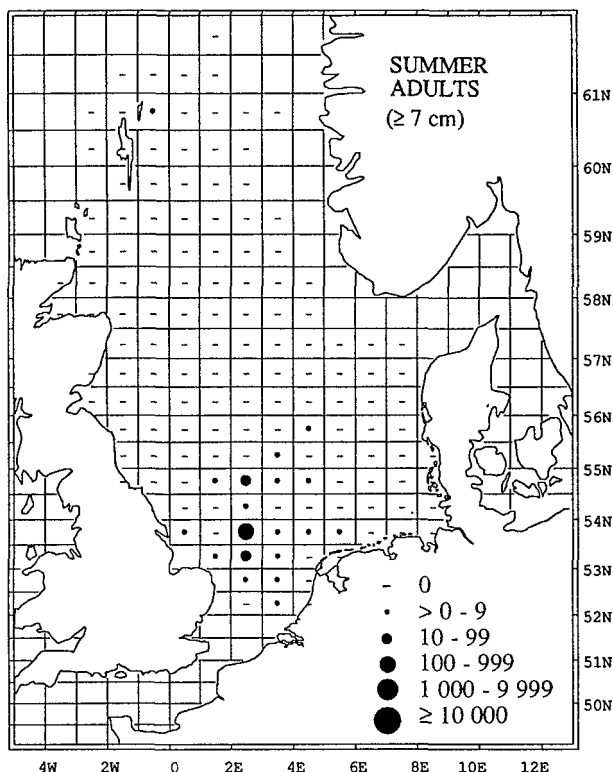 SUMMER
ADULTS
(≥ 7 cm)
61N
60N
59N
58N
57N
56N
55N
54N
53N
52N
51N
50N
- 0
> 0 - 9
10 - 99
100 - 999
1 000 - 9 999
≥ 10 000
4W 2W 0 2E 4E 6E 8E 10E 12E